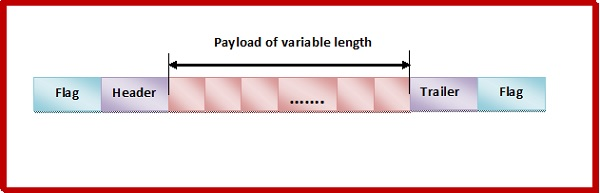 Payload of variable length
Flag Header ....... Trailer Flag